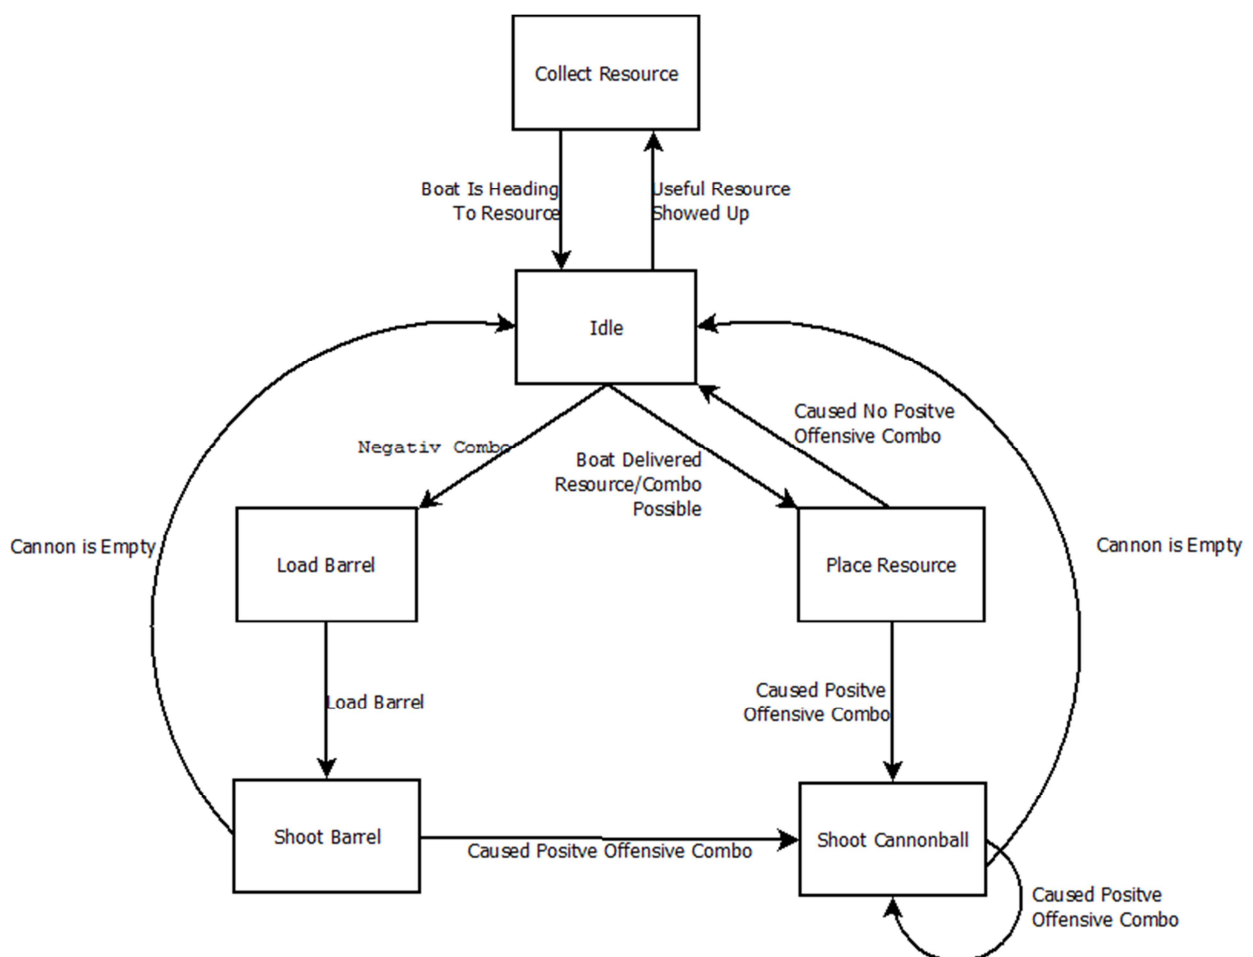 Collect Resource
Boat Is Heading
To Resource
Useful Resource
Showed Up
Idle
Caused No Positve
Offensive Combo
Negativ Combo
Boat Delivered
Resource/Combo
Possible
Cannon is Empty
Cannon is Empty
Load Barrel
Place Resource
Load Barrel
Caused Positve
Offensive Combo
Shoot Barrel
Caused Positve Offensive Combo
Shoot Cannonball
Caused Positve
Offensive Combo